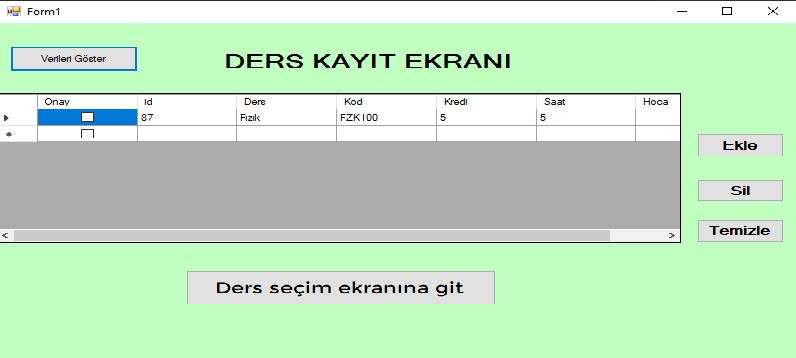 Form1
Verileri Göster
DERS KAYIT EKRANI
Onay id Ders Kod Kredi Saat Hoca
87 Fizik FZK100 5 5
Ekle
Sil
Temizle
Ders seçim ekranına git